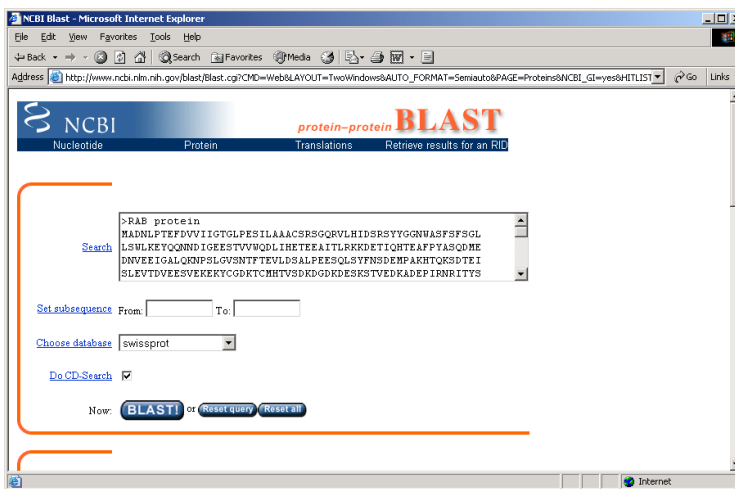 NCBI Blast - Microsoft Internet Explorer
File Edit View Favorites Tools Help
Back Search Favorites Media
Address http://www.ncbi.nlm.nih.gov/blast/Blast.cgi?CMD=Web&LAYOUT=TwoWindows&AUTO_FORMAT=Semiauto&PAGE=Proteins&NCBI_GI=yes&HITLIST Go Links
NCBI protein-protein BLAST
Nucleotide Protein Translations Retrieve results for an RID
>RAB protein
MADNLPTEFDVVIIGTGLPESILAAACSRSGQRVLHIDSRSYYGGNWASFSFSGL
Search LSWLKEYQQNNDIGEESTVVWQDLIHETEEAITLRKKDETIQHTEAFPYASQDME
DNVEEIGALQKNPSLGVSNTFTEVLDSALPEESQLSYFNSDEMPAKHTQKSDTEI
SLEVTDVEESVEKEKYCGDKTCMHTVSDKDGDKDESKSTVEDKADEPIRNRITYS
Set subsequence From: To:
Choose database swissprot
Do CD-Search
Now: BLAST! or Reset query Reset all
Internet